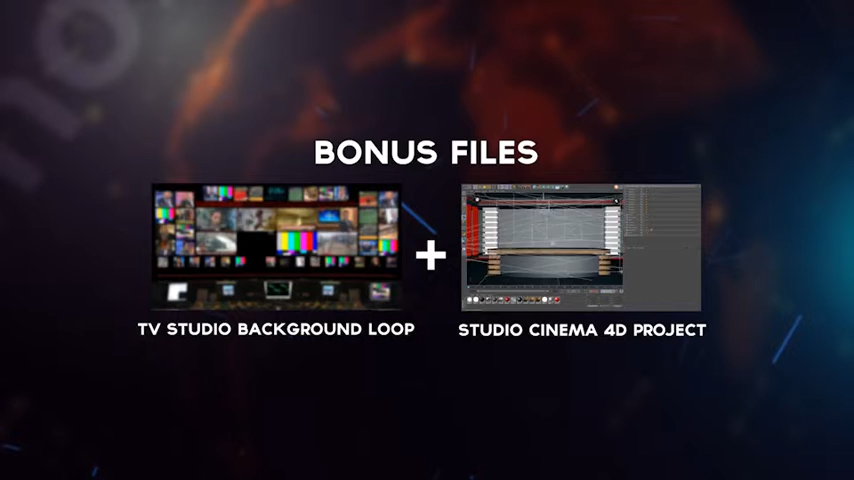 BONUS FILES
+
TV STUDIO BACKGROUND LOOP
STUDIO CINEMA 4D PROJECT